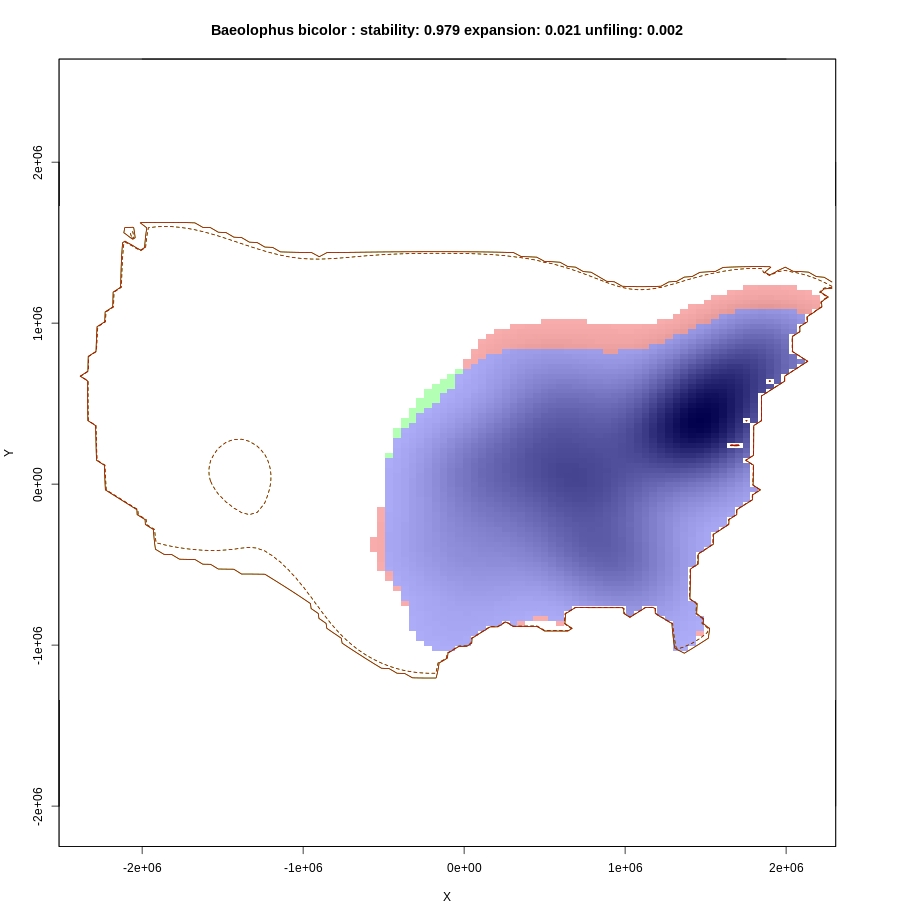 Baeolophus bicolor : stability: 0.979 expansion: 0.021 unfiling: 0.002
2e+06
1e+06
0e+00
-1e+06
-2e+06
Y
-2e+06 -1e+06 0e+00 1e+06 2e+06
X